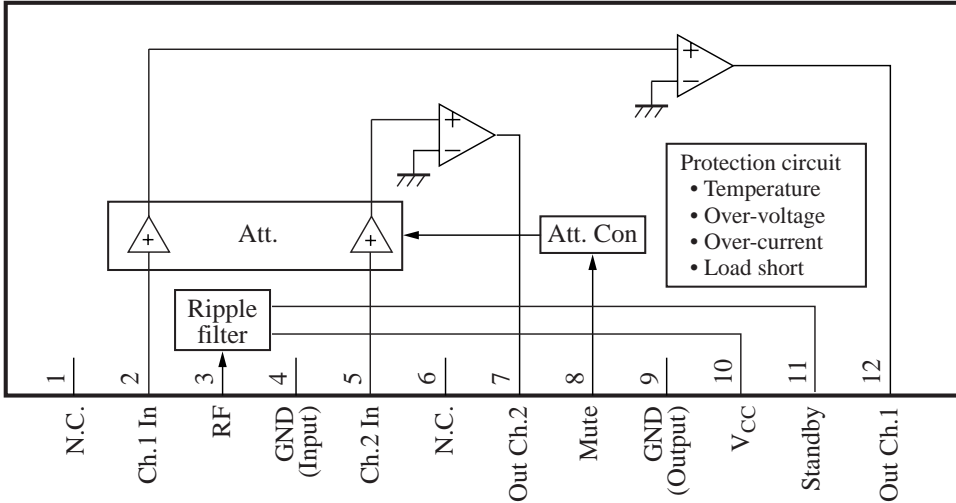 +
−
+
−
Protection circuit
• Temperature
• Over-voltage
• Over-current
• Load short
+
Att.
+
Att. Con
Ripple
filter
1
2
3
4
5
6
7
8
9
10
11
12
N.C.
Ch.1 In
RF
GND
(Input)
Ch.2 In
N.C.
Out Ch.2
Mute
GND
(Output)
VCC
Standby
Out Ch.1